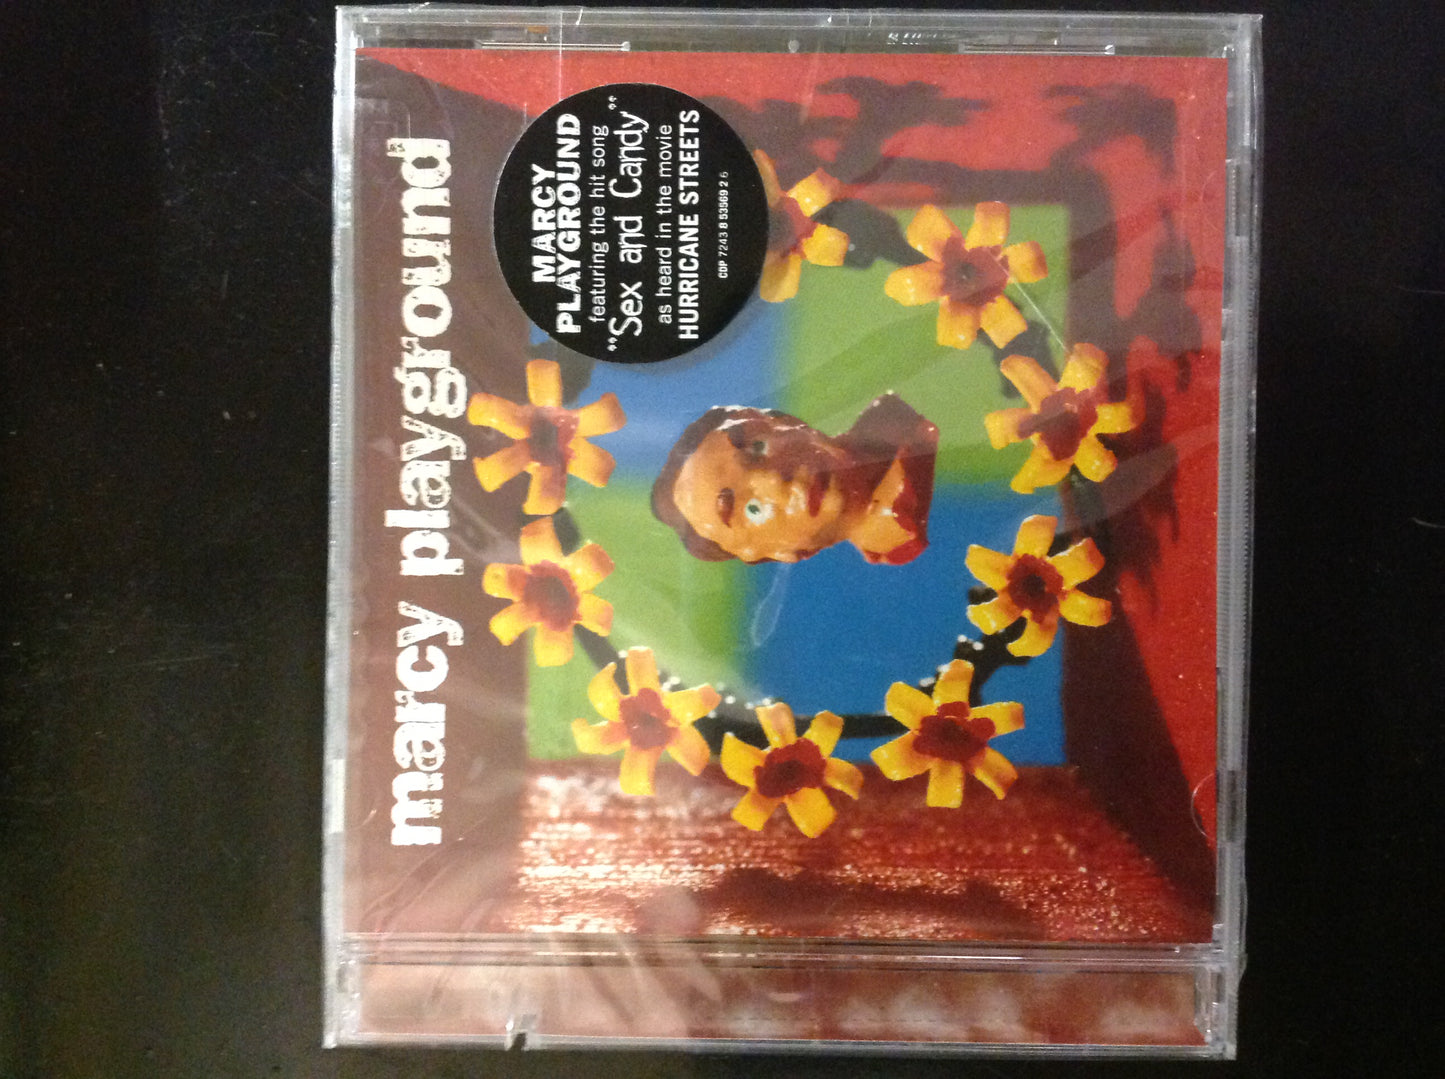 marcy playground
MARCY
PLAYGROUND
featuring the hit song
"Sex and Candy"
as heard in the movie
HURRICANE STREETS
CDP 7243 8 53569 2 6